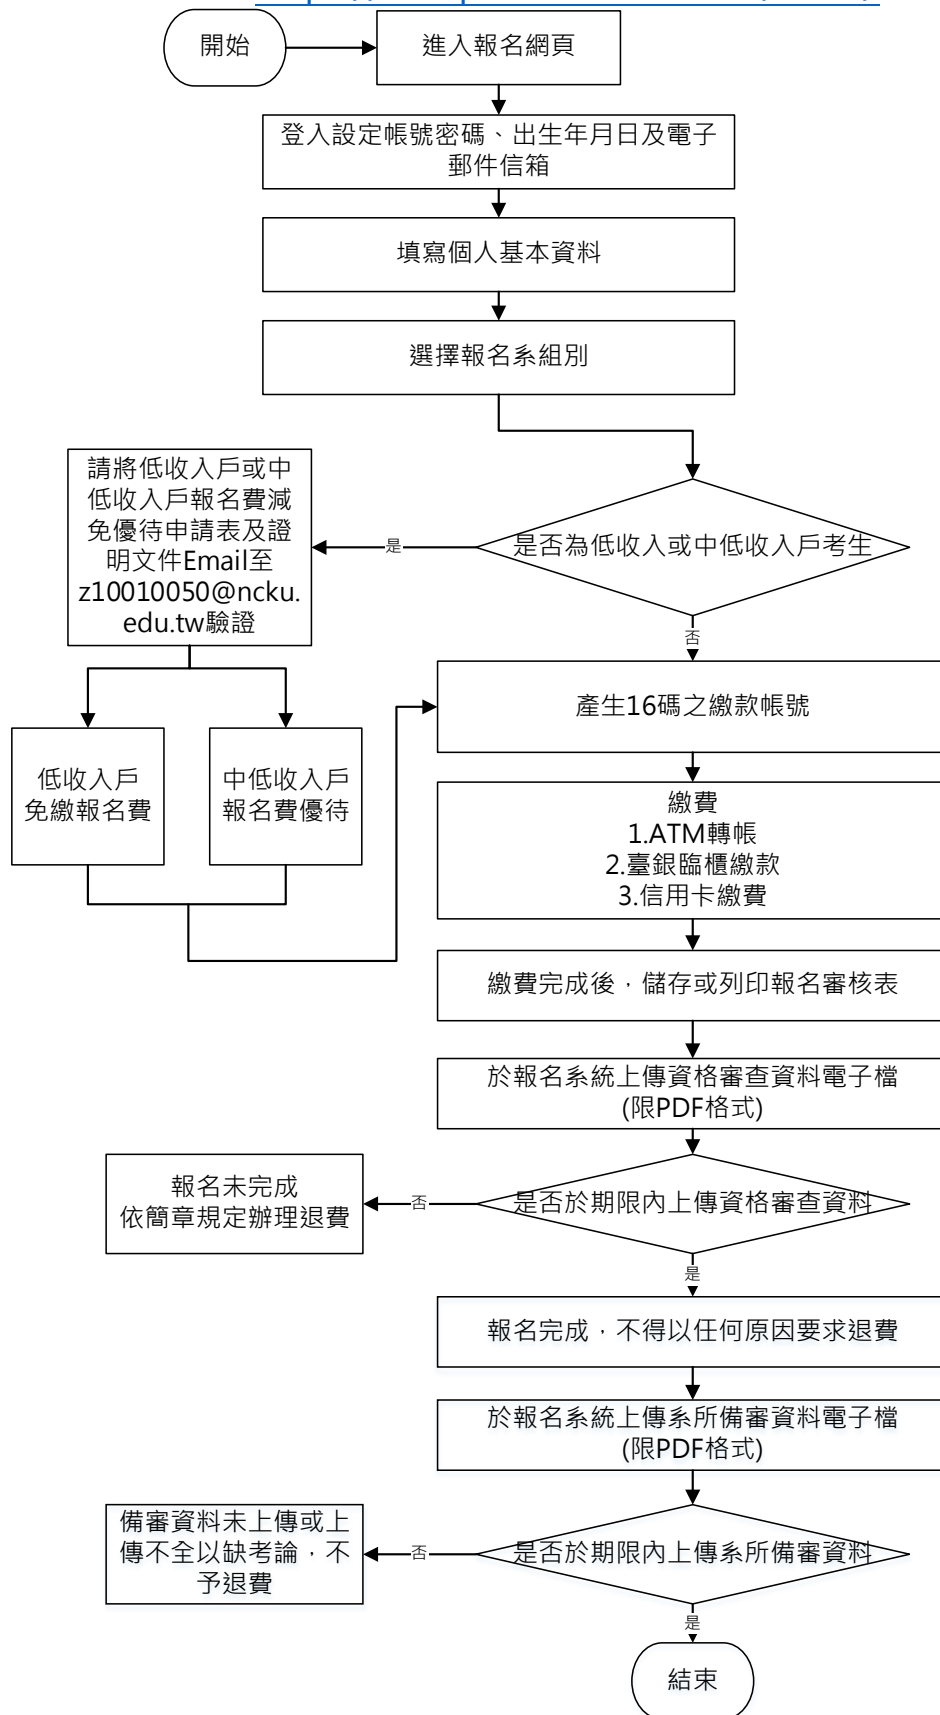 開始
進入報名網頁
登入設定帳號密碼、出生年月日及電子
郵件信箱
填寫個人基本資料
選擇報名系組別
是否為低收入或中低收入戶考生
是
請將低收入戶或中
低收入戶報名費減
免優待申請表及證
明文件Email至
z10010050@ncku.
edu.tw驗證
否
低收入戶
免繳報名費
中低收入戶
報名費優待
產生16碼之繳款帳號
繳費
1.ATM轉帳
2.臺銀臨櫃繳款
3.信用卡繳費
繳費完成後，儲存或列印報名審核表
於報名系統上傳資格審查資料電子檔
(限PDF格式)
是否於期限內上傳資格審查資料
否
報名未完成
依簡章規定辦理退費
是
報名完成，不得以任何原因要求退費
於報名系統上傳系所備審資料電子檔
(限PDF格式)
是否於期限內上傳系所備審資料
否
備審資料未上傳或上
傳不全以缺考論，不
予退費
是
結束